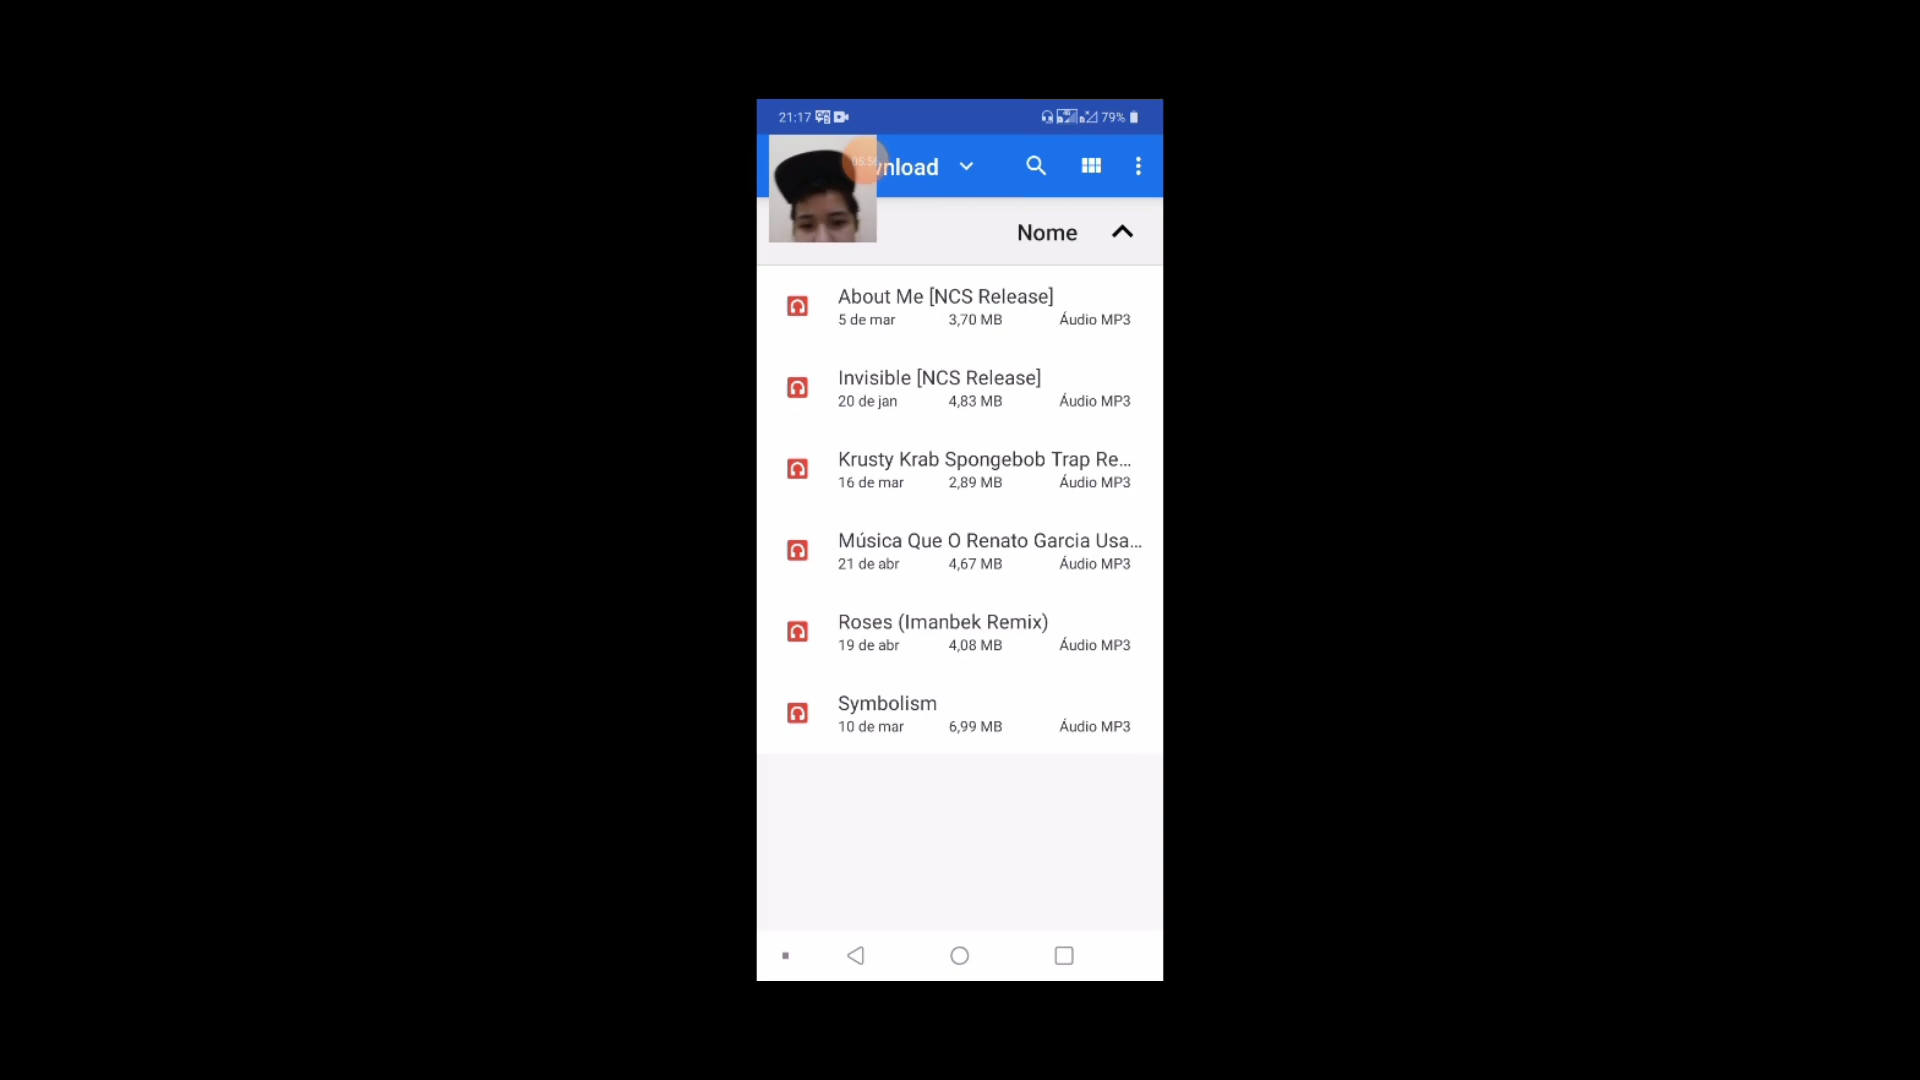 21:17 79%
05:5
wnload
Nome
About Me [NCS Release]
5 de mar 3,70 MB Áudio MP3
Invisible [NCS Release]
20 de jan 4,83 MB Áudio MP3
Krusty Krab Spongebob Trap Re...
16 de mar 2,89 MB Áudio MP3
Música Que O Renato Garcia Usa...
21 de abr 4,67 MB Áudio MP3
Roses (Imanbek Remix)
19 de abr 4,08 MB Áudio MP3
Symbolism
10 de mar 6,99 MB Áudio MP3